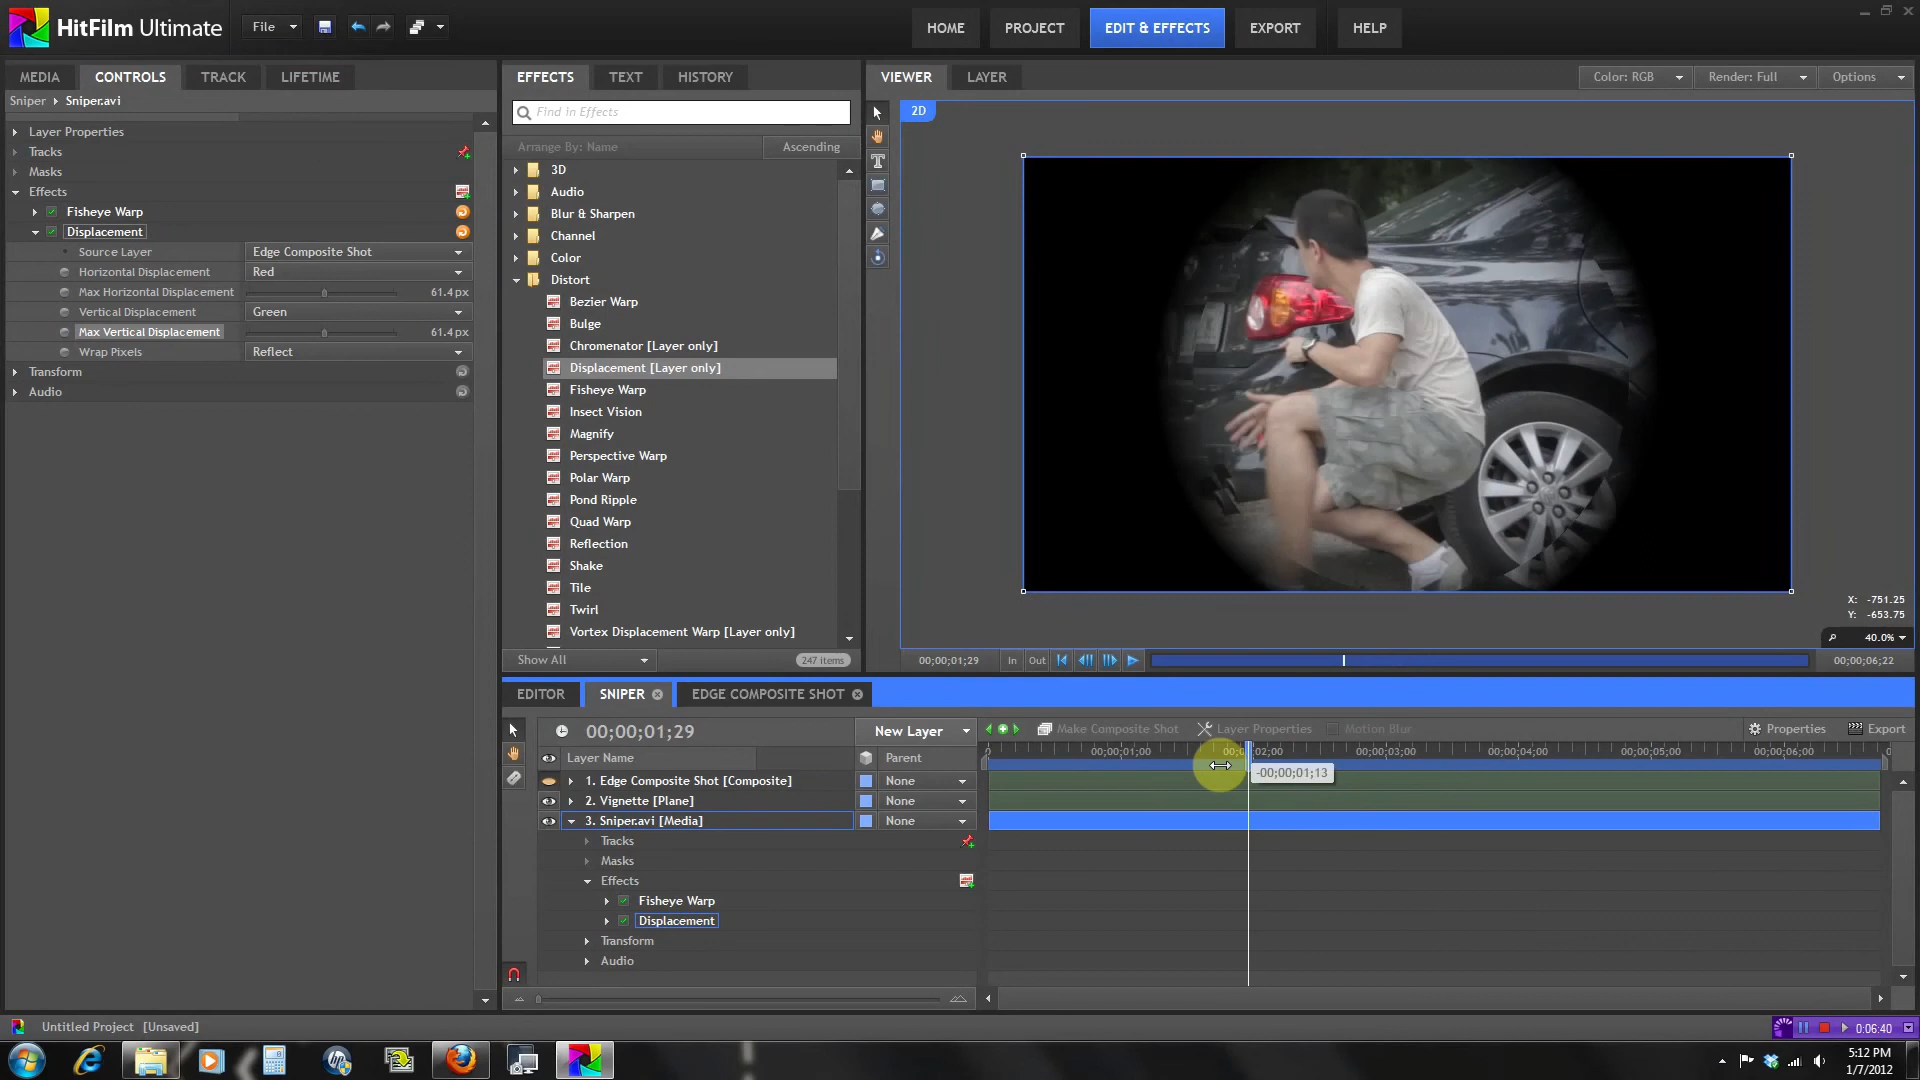 HitFilm Ultimate
File
HOME
PROJECT
EDIT & EFFECTS
EXPORT
HELP
MEDIA
CONTROLS
TRACK
LIFETIME
Sniper
Sniper.avi
Layer Properties
Tracks
Masks
Effects
Fisheye Warp
Displacement
Source Layer
Edge Composite Shot
Horizontal Displacement
Red
Max Horizontal Displacement
61.4 px
Vertical Displacement
Green
Max Vertical Displacement
61.4 px
Wrap Pixels
Reflect
Transform
Audio
EFFECTS
TEXT
HISTORY
Find in Effects
Arrange By: Name
Ascending
3D
Audio
Blur & Sharpen
Channel
Color
Distort
Bezier Warp
Bulge
Chromenator [Layer only]
Displacement [Layer only]
Fisheye Warp
Insect Vision
Magnify
Perspective Warp
Polar Warp
Pond Ripple
Quad Warp
Reflection
Shake
Tile
Twirl
Vortex Displacement Warp [Layer only]
Show All
247 items
VIEWER
LAYER
Color: RGB
Render: Full
Options
2D
X: -751.25
Y: -653.75
40.0%
00;00;01;29
In
Out
00;00;06;22
EDITOR
SNIPER
EDGE COMPOSITE SHOT
00;00;01;29
New Layer
Make Composite Shot
Layer Properties
Motion Blur
Properties
Export
Layer Name
Parent
0
00;00;01;00
00;00;02;00
00;00;03;00
00;00;04;00
00;00;05;00
00;00;06;00
-00;00;01;13
1. Edge Composite Shot [Composite]
None
2. Vignette [Plane]
None
3. Sniper.avi [Media]
None
Tracks
Masks
Effects
Fisheye Warp
Displacement
Transform
Audio
Untitled Project [Unsaved]
0:06:40
5:12 PM
1/7/2012